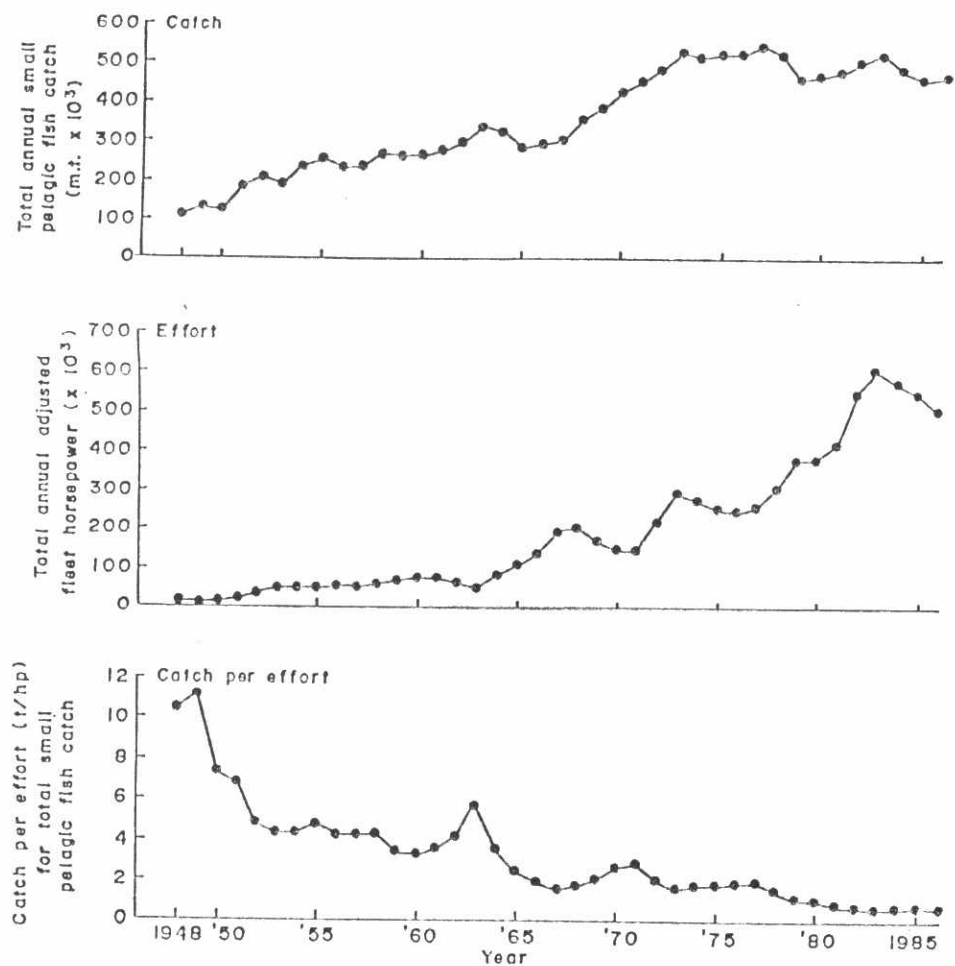 Catch
Total annual small
pelagic fish catch
(m.t. x 10³)
600
500
400
300
200
100
0
Effort
Total annual adjusted
fleet horsepower (x 10³)
700
600
500
400
300
200
100
0
Catch per effort
Catch per effort (t/hp)
for total small
pelagic fish catch
12
10
8
6
4
2
0
1948 '50 '55 '60 '65 '70 '75 '80 1985
Year